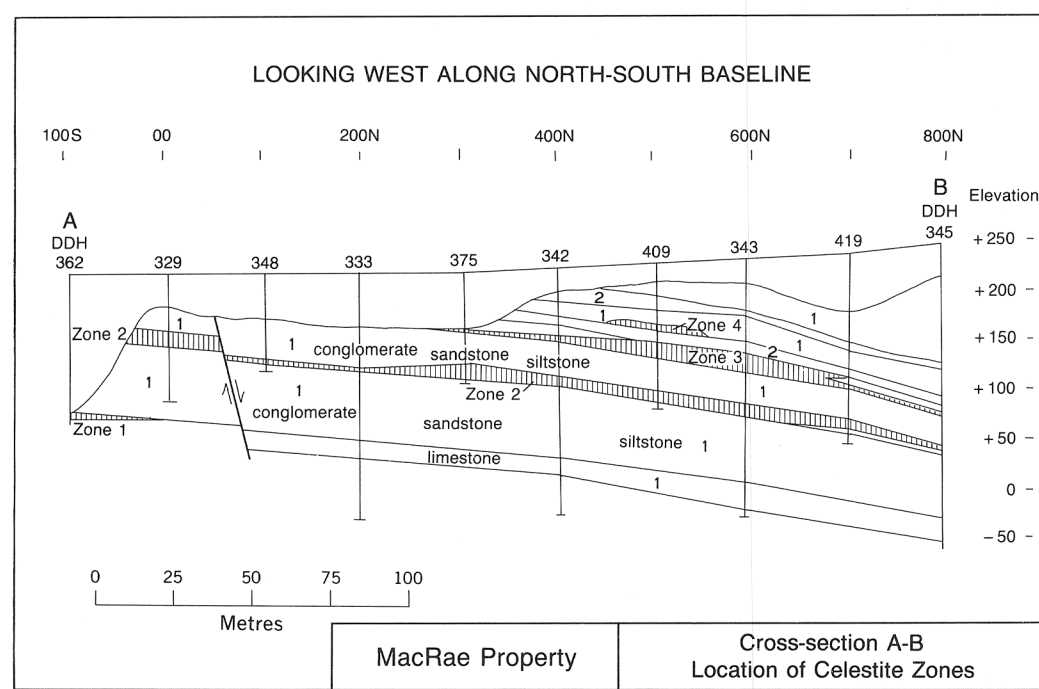 LOOKING WEST ALONG NORTH-SOUTH BASELINE
100S 00 200N 400N 600N 800N
A
DDH
362
B
DDH
345
Elevation
329 348 333 375 342 409 343 419
+ 250
+ 200
+ 150
+ 100
+ 50
0
- 50
2
1
1
Zone 4
Zone 2
1
1
conglomerate
sandstone
siltstone
Zone 3
2
1
1
1
conglomerate
Zone 2
1
Zone 1
sandstone
siltstone
1
limestone
1
0 25 50 75 100
Metres
MacRae Property
Cross-section A-B
Location of Celestite Zones